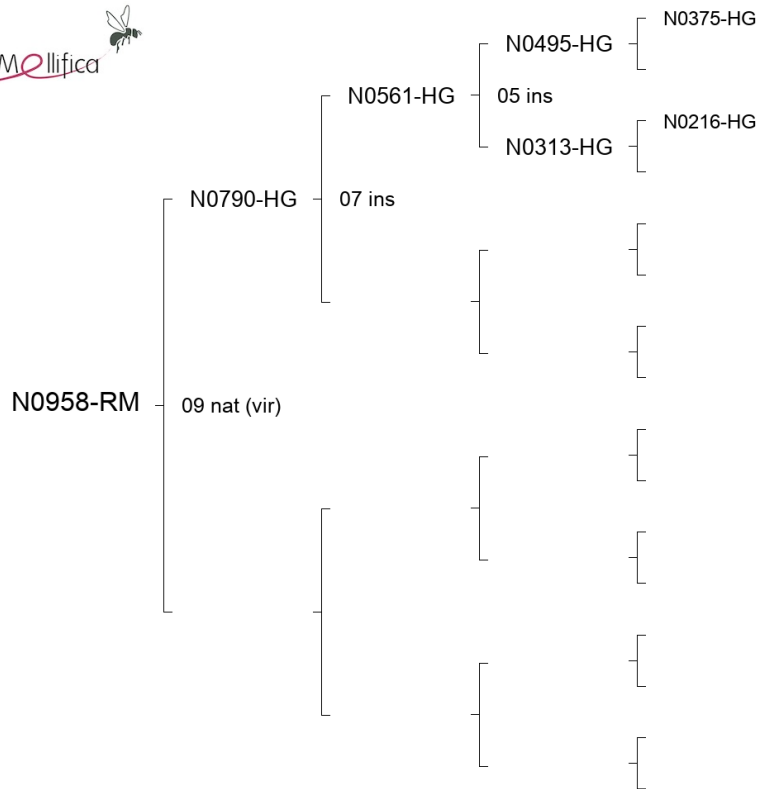 Mellifica
N0375-HG
N0495-HG
N0561-HG
05 ins
N0216-HG
N0313-HG
N0790-HG
07 ins
N0958-RM
09 nat (vir)